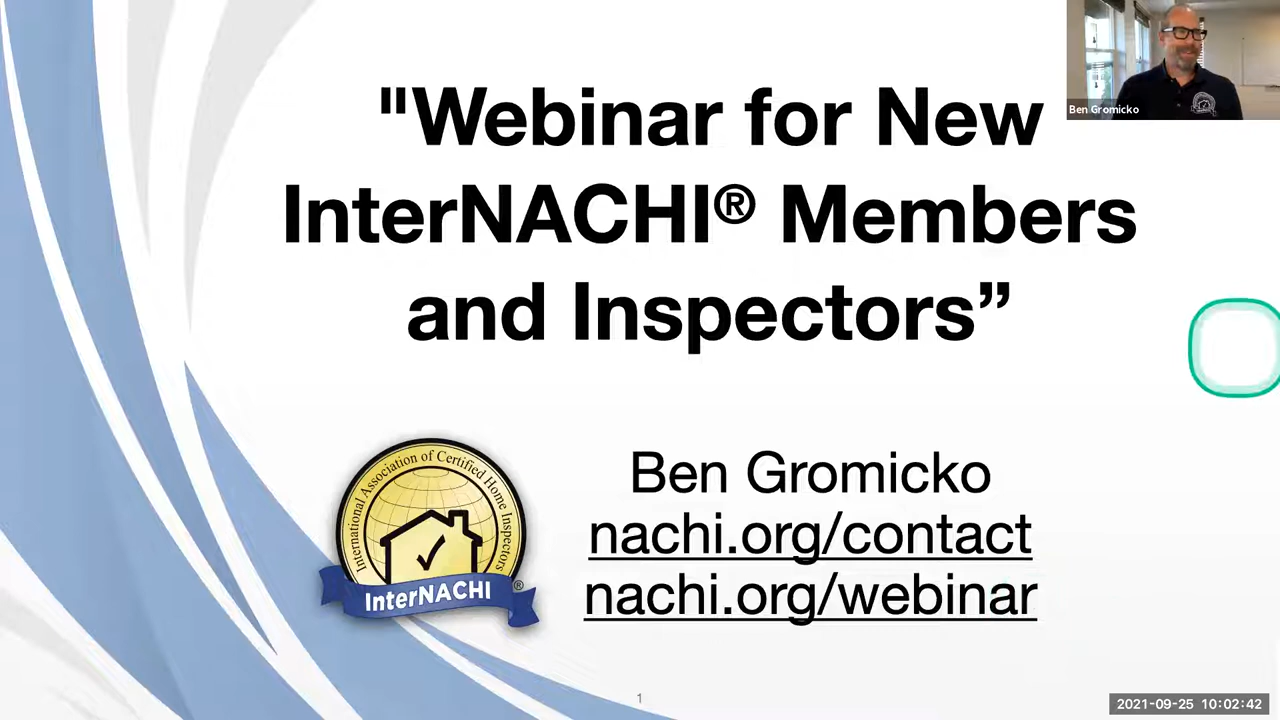 "Webinar for New
InterNACHI® Members
and Inspectors”
Ben Gromicko
International Association of Certified Home Inspectors
InterNACHI®
Ben Gromicko
nachi.org/contact
nachi.org/webinar
1
2021-09-25 10:02:42